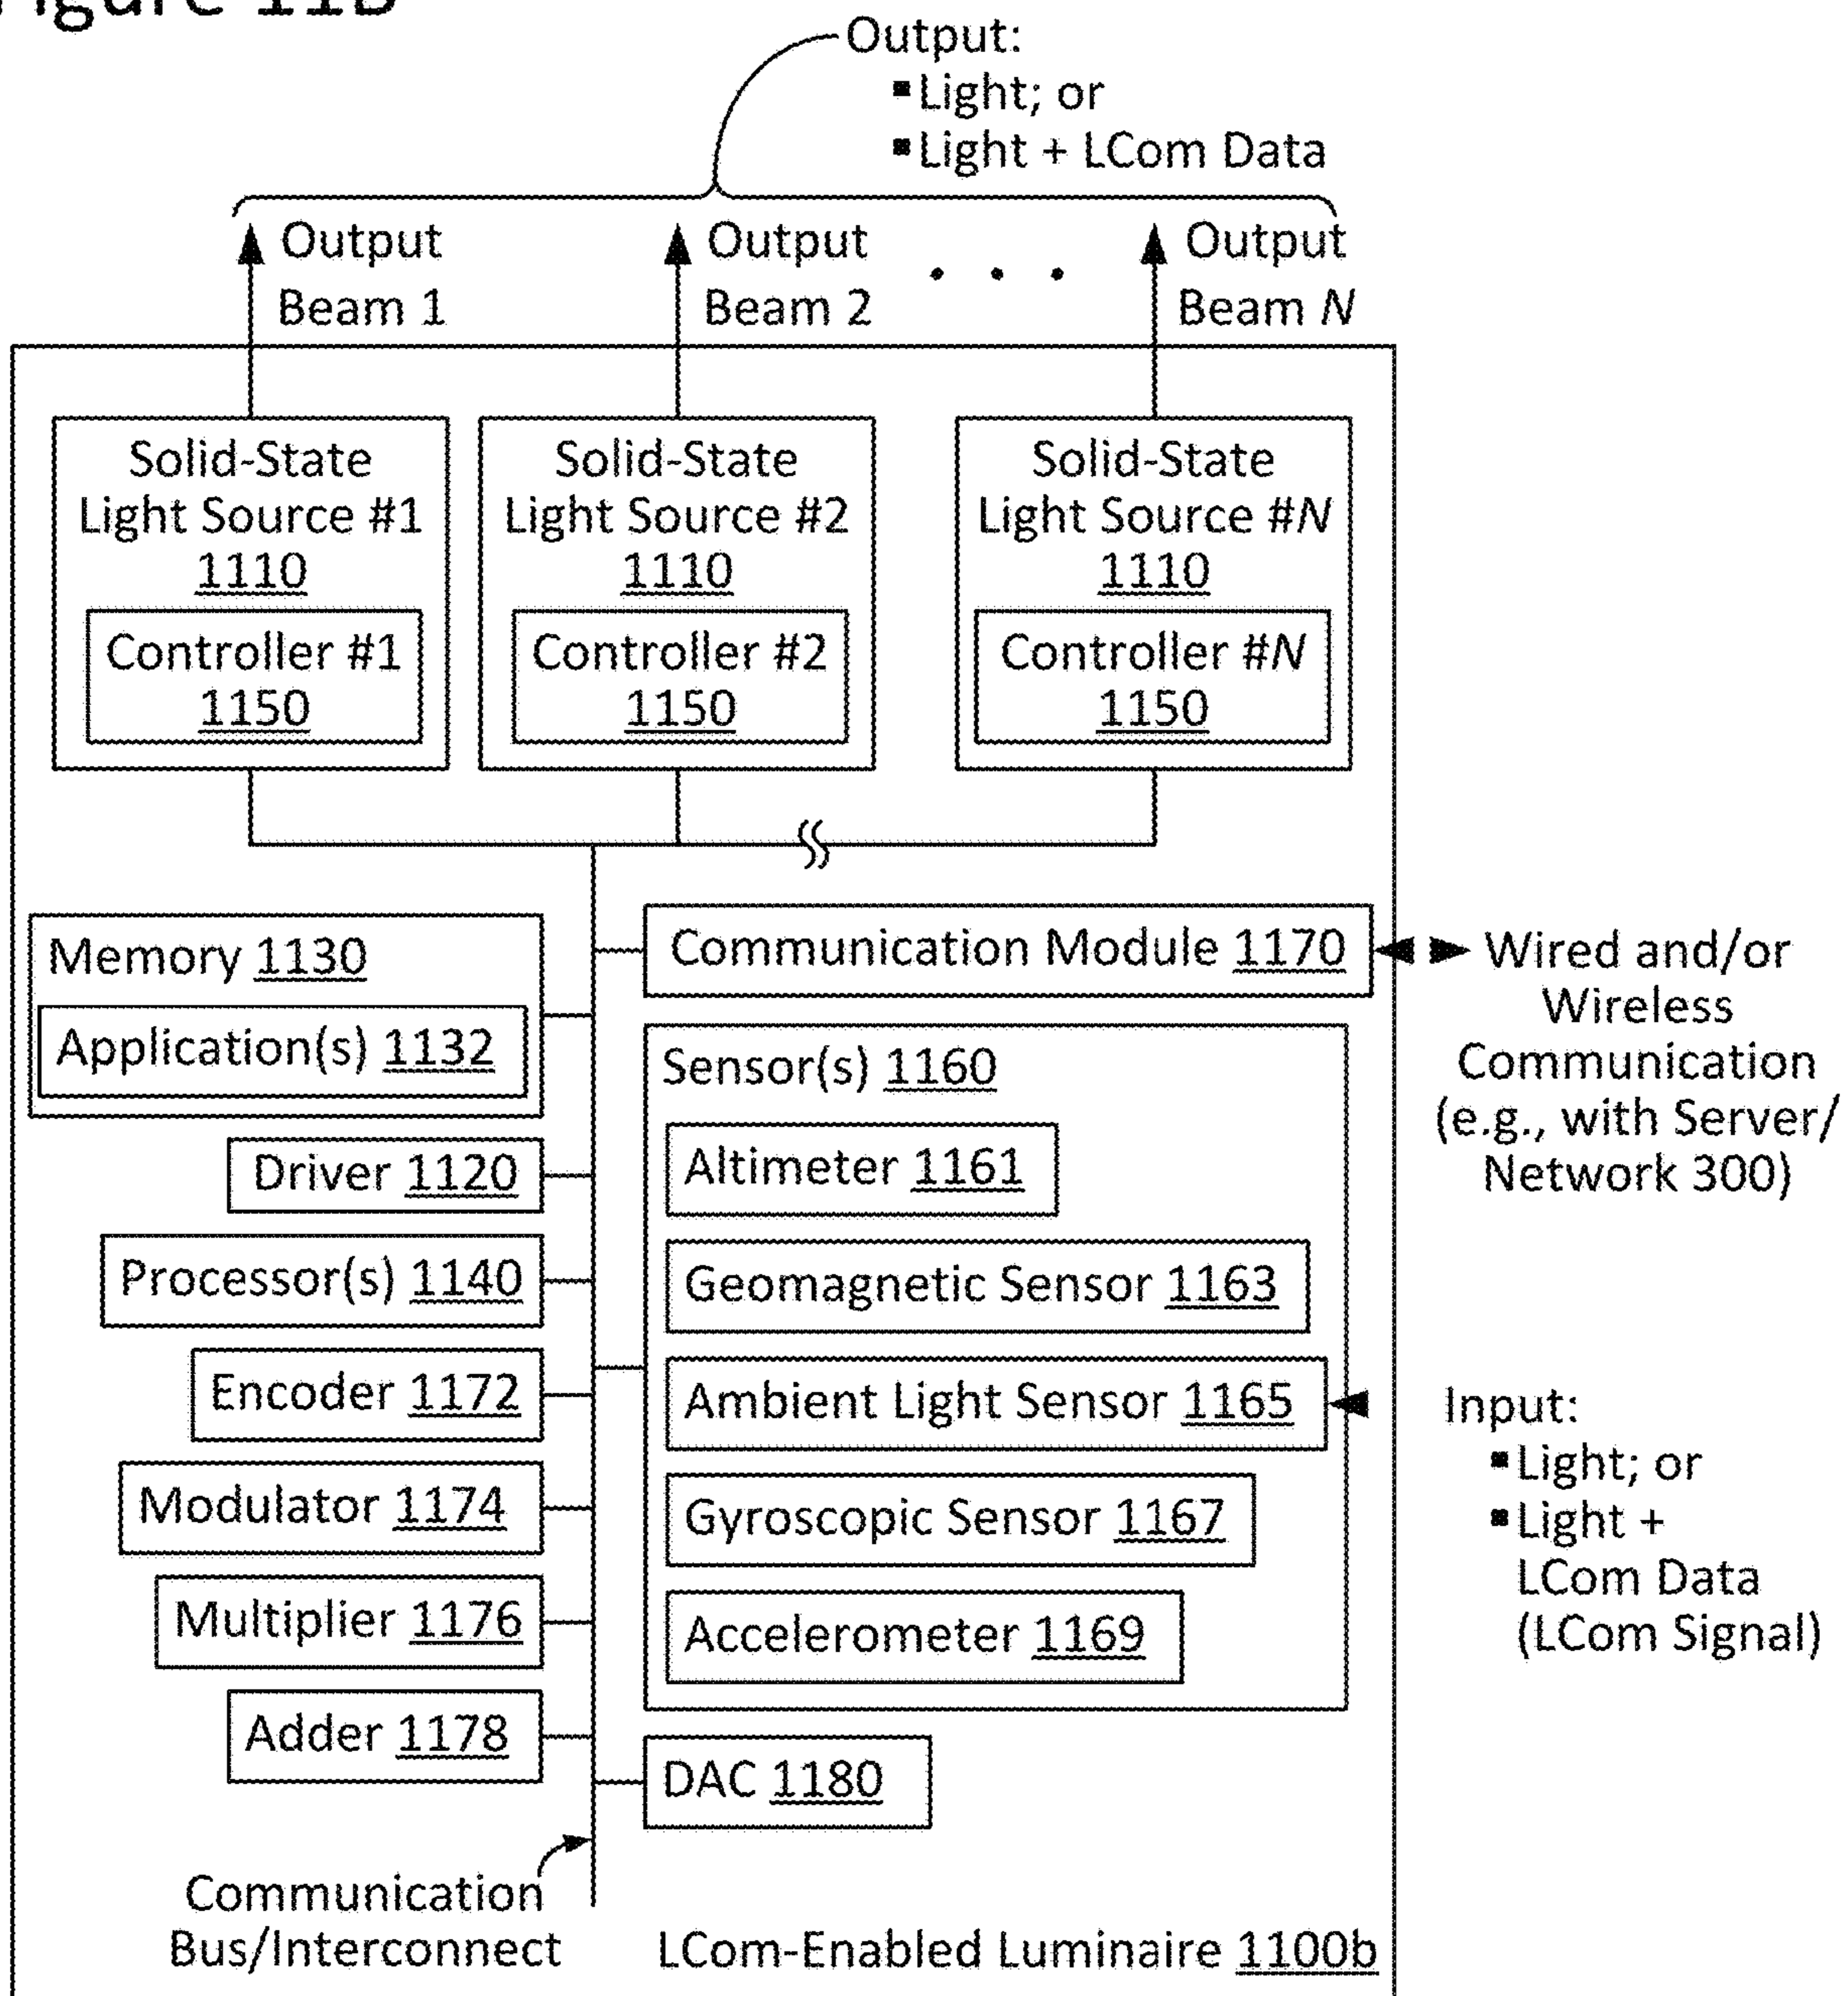 Figure 11B
Output:
▪ Light; or
▪ Light + LCom Data
Output
Beam 1
Output
Beam 2
. . .
Output
Beam N
Solid-State
Light Source #1
1110
Controller #1
1150
Solid-State
Light Source #2
1110
Controller #2
1150
Solid-State
Light Source #N
1110
Controller #N
1150
Memory 1130
Application(s) 1132
Driver 1120
Processor(s) 1140
Encoder 1172
Modulator 1174
Multiplier 1176
Adder 1178
Communication
Bus/Interconnect
Communication Module 1170
Sensor(s) 1160
Altimeter 1161
Geomagnetic Sensor 1163
Ambient Light Sensor 1165
Gyroscopic Sensor 1167
Accelerometer 1169
DAC 1180
LCom-Enabled Luminaire 1100b
Wired and/or
Wireless
Communication
(e.g., with Server/
Network 300)
Input:
▪ Light; or
▪ Light +
LCom Data
(LCom Signal)